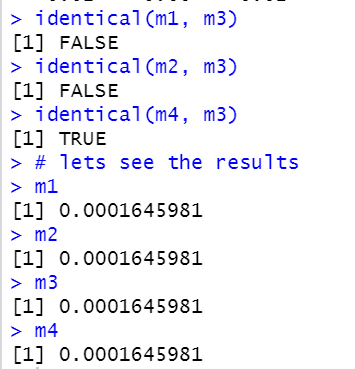 > identical(m1, m3)
[1] FALSE
> identical(m2, m3)
[1] FALSE
> identical(m4, m3)
[1] TRUE
> # lets see the results
> m1
[1] 0.0001645981
> m2
[1] 0.0001645981
> m3
[1] 0.0001645981
> m4
[1] 0.0001645981